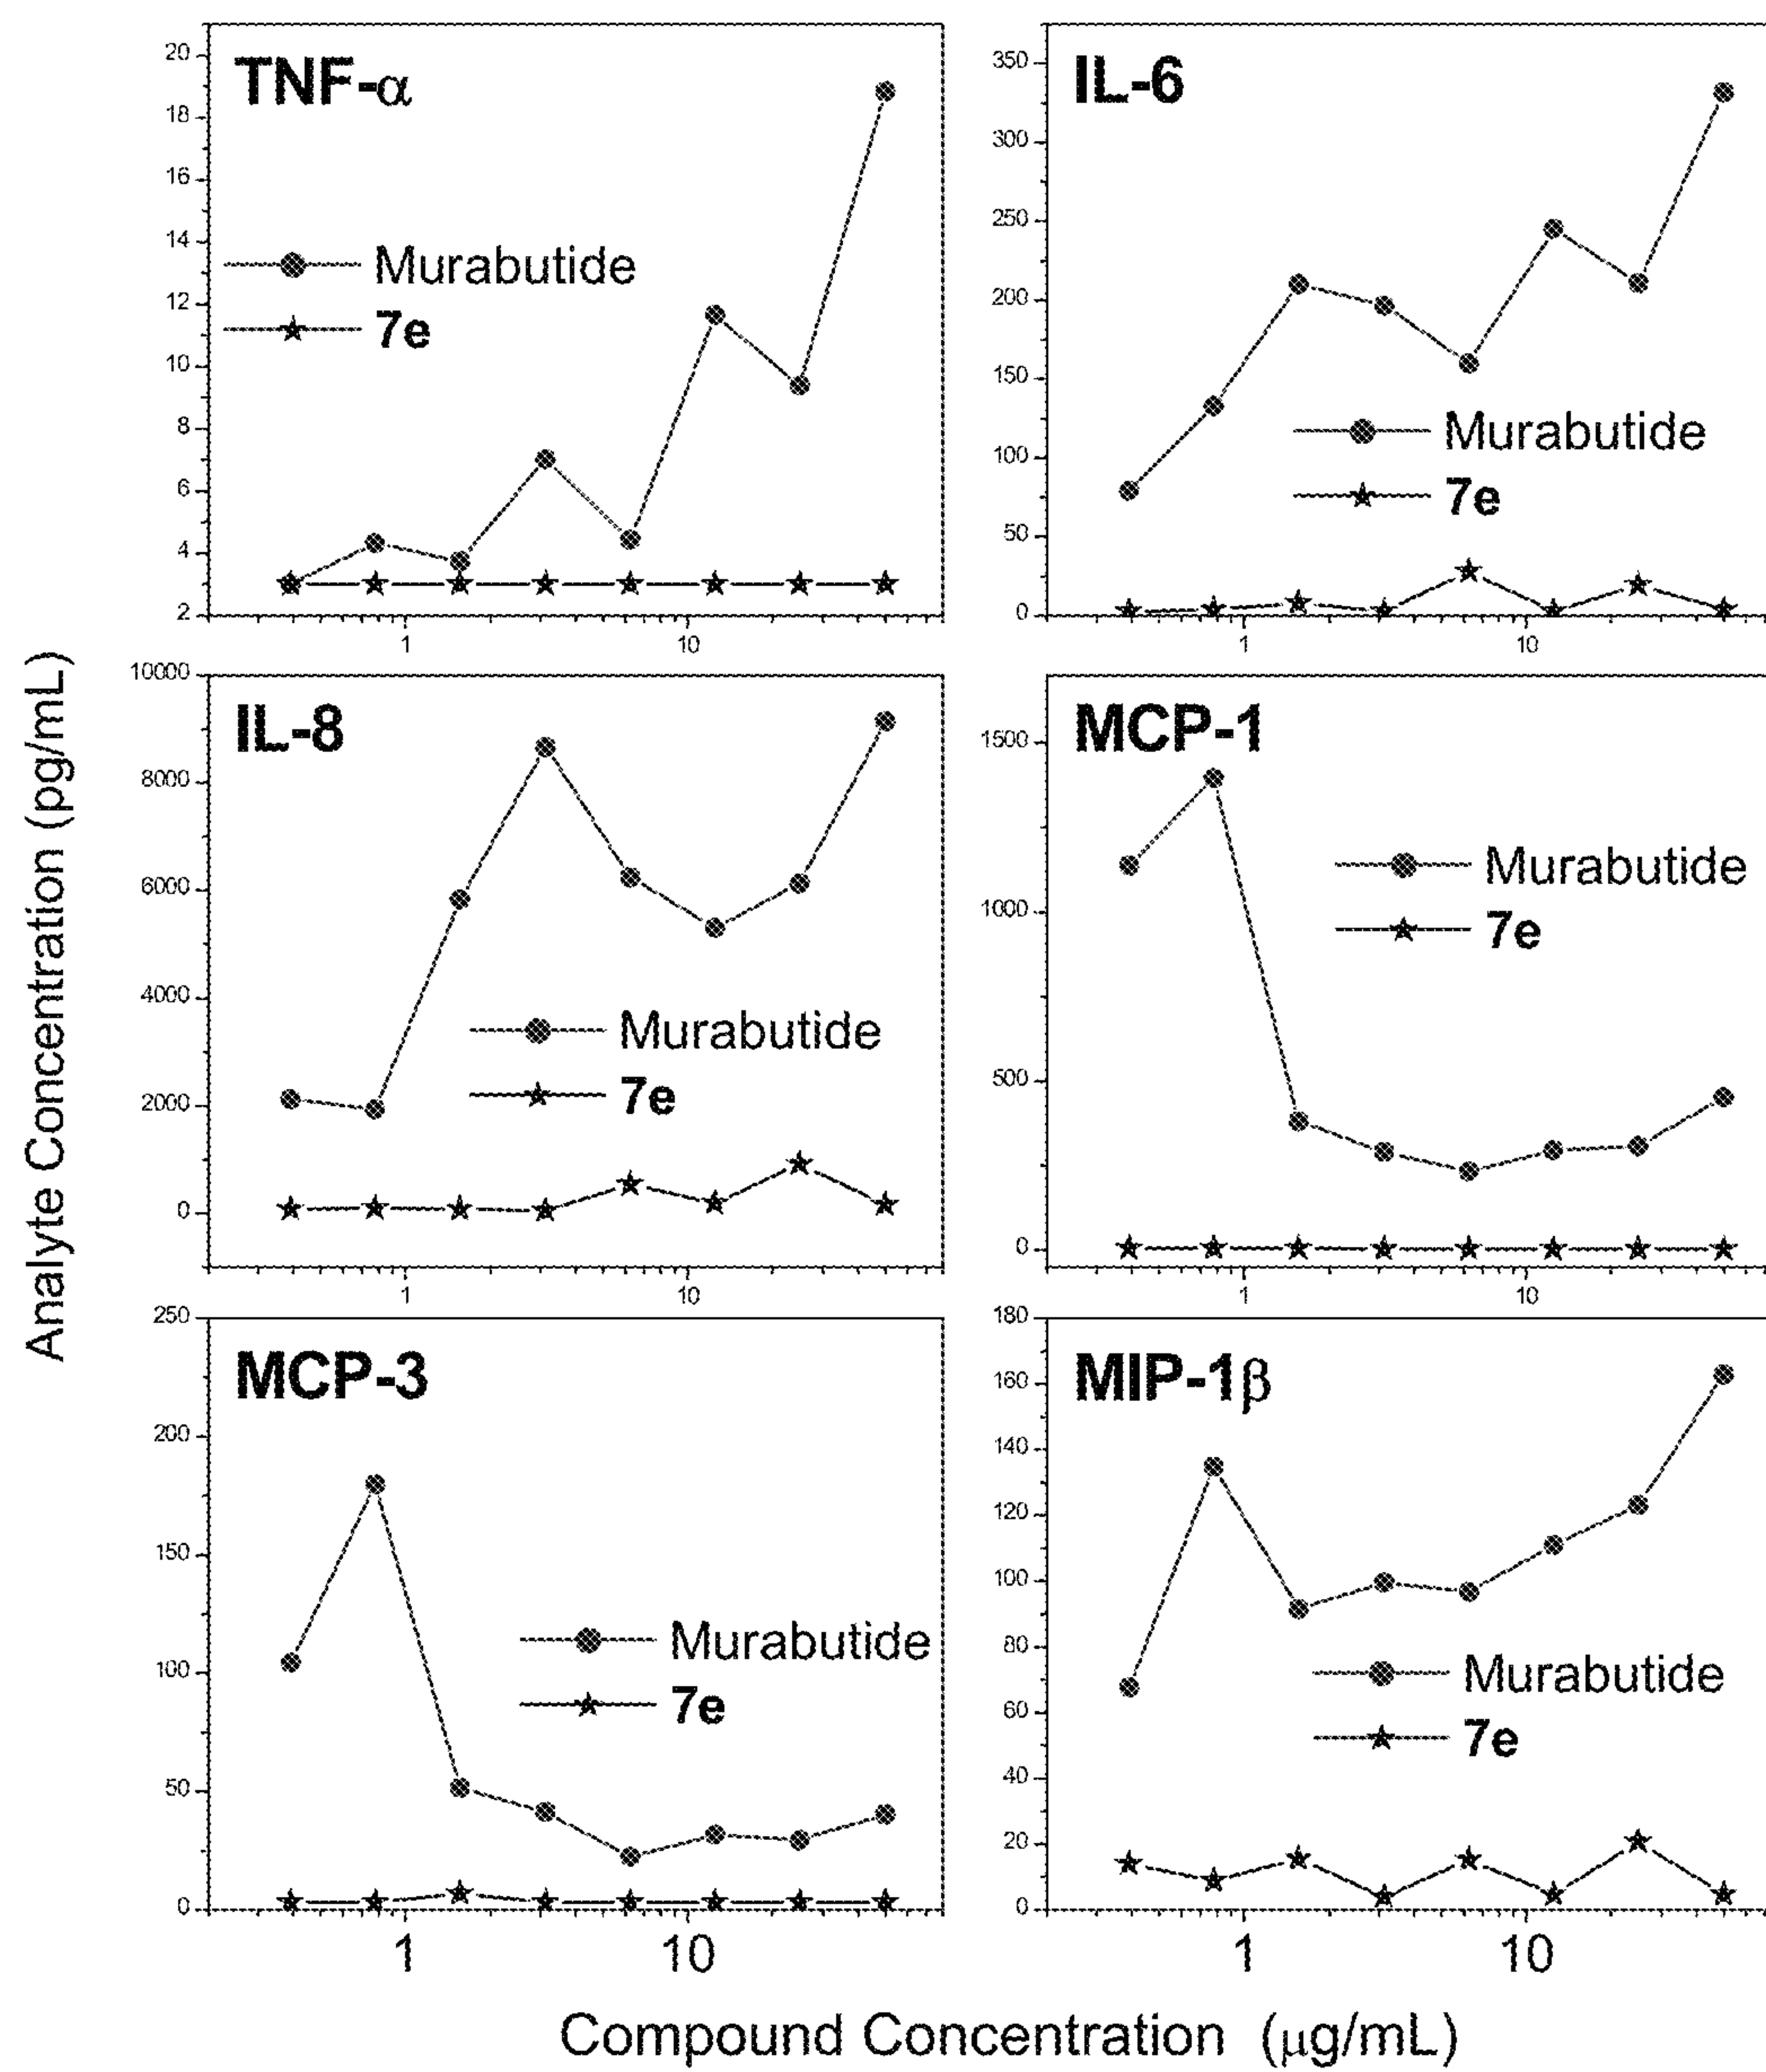 Analyte Concentration (pg/mL)
TNF-α
20
18
16
14
12
10
8
6
4
2
Murabutide
7e
1
10
IL-6
350
300
250
200
150
100
50
0
Murabutide
7e
1
10
IL-8
10000
8000
6000
4000
2000
0
Murabutide
7e
1
10
MCP-1
1500
1000
500
0
Murabutide
7e
1
10
MCP-3
250
200
150
100
50
0
Murabutide
7e
1
10
MIP-1β
180
160
140
120
100
80
60
40
20
0
Murabutide
7e
1
10
Compound Concentration (μg/mL)